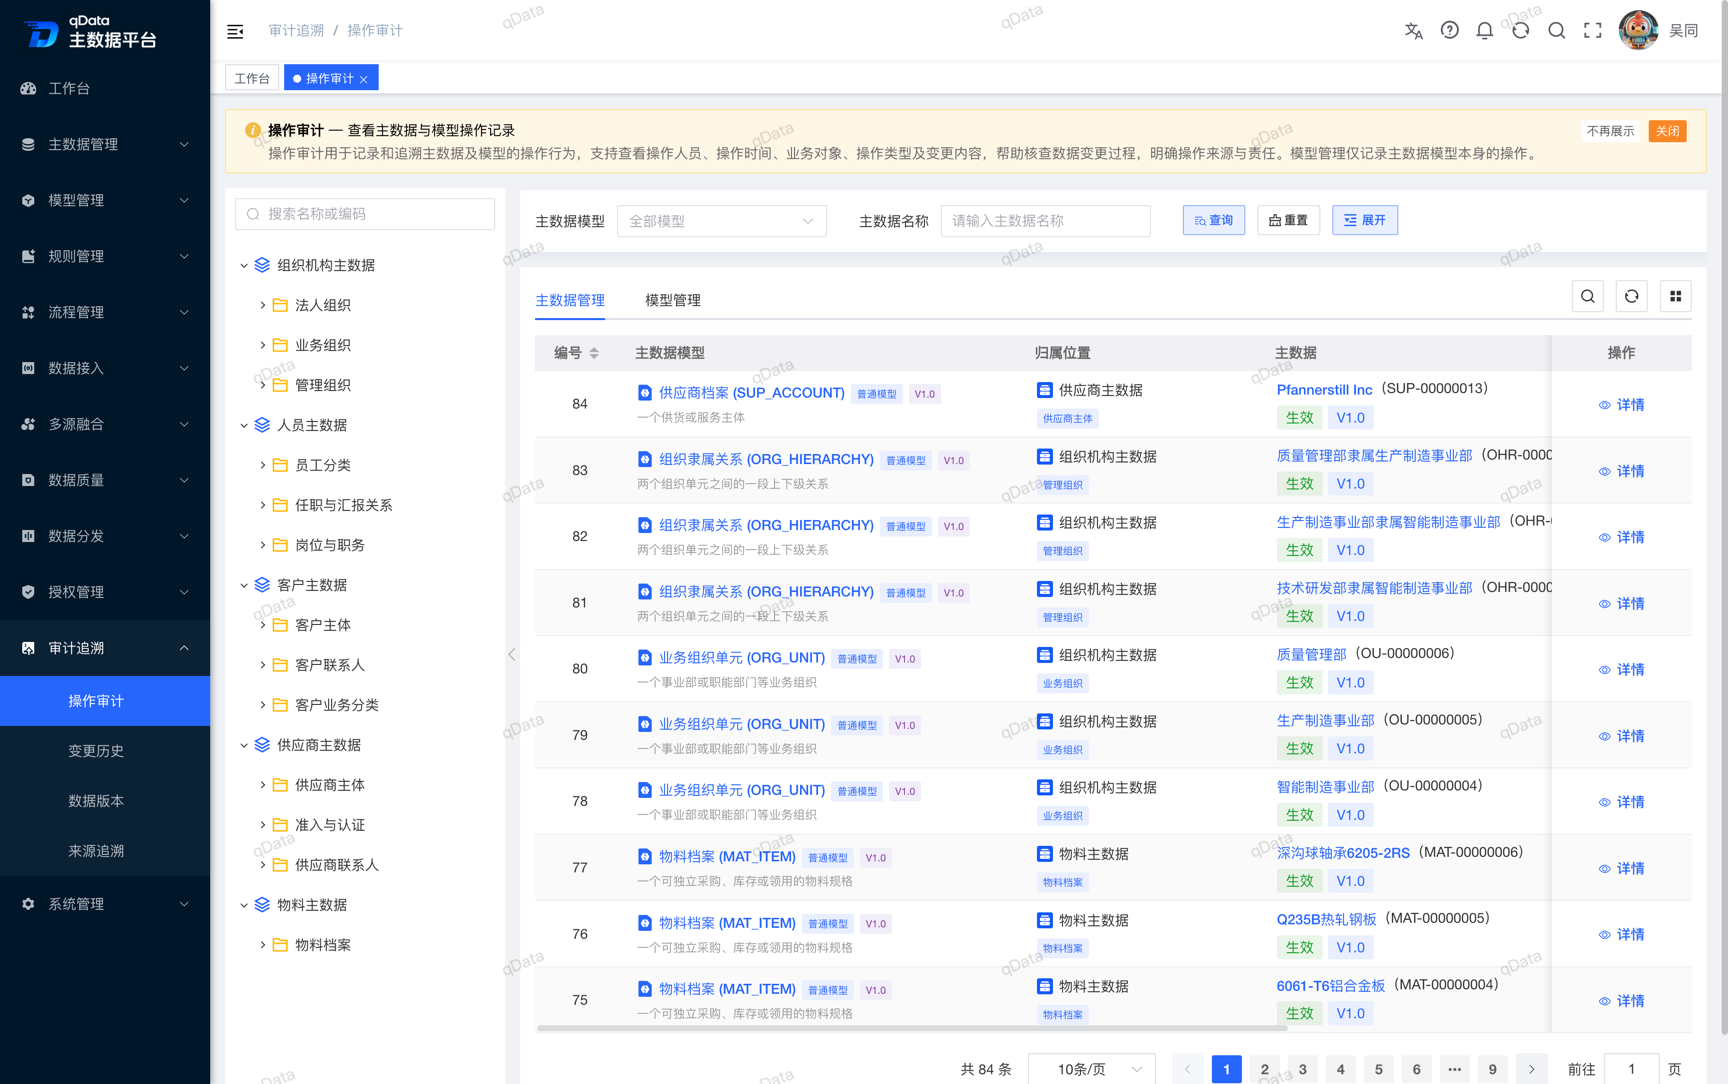 qData
主数据平台
工作台
主数据管理
模型管理
规则管理
流程管理
数据接入
多源融合
数据质量
数据分发
授权管理
审计追溯
操作审计
变更历史
数据版本
来源追溯
系统管理
审计追溯 / 操作审计
吴同
工作台
操作审计
操作审计 — 查看主数据与模型操作记录
操作审计用于记录和追溯主数据及模型的操作行为，支持查看操作人员、操作时间、业务对象、操作类型及变更内容，帮助核查数据变更过程，明确操作来源与责任。模型管理仅记录主数据模型本身的操作。
不再展示 关闭
搜索名称或编码
组织机构主数据
法人组织
业务组织
管理组织
人员主数据
员工分类
任职与汇报关系
岗位与职务
客户主数据
客户主体
客户联系人
客户业务分类
供应商主数据
供应商主体
准入与认证
供应商联系人
物料主数据
物料档案
主数据模型 全部模型 主数据名称 请输入主数据名称 查询 重置 展开
主数据管理 模型管理
编号 主数据模型 归属位置 主数据 操作
84 供应商档案 (SUP_ACCOUNT) 普通模型 V1.0 供应商主数据 Pfannerstill Inc（SUP-00000013） 详情
一个供货或服务主体 供应商主体 生效 V1.0
83 组织隶属关系 (ORG_HIERARCHY) 普通模型 V1.0 组织机构主数据 质量管理部隶属生产制造事业部（OHR-0000 详情
两个组织单元之间的一段上下级关系 管理组织 生效 V1.0
82 组织隶属关系 (ORG_HIERARCHY) 普通模型 V1.0 组织机构主数据 生产制造事业部隶属智能制造事业部（OHR- 详情
两个组织单元之间的一段上下级关系 管理组织 生效 V1.0
81 组织隶属关系 (ORG_HIERARCHY) 普通模型 V1.0 组织机构主数据 技术研发部隶属智能制造事业部（OHR-0000 详情
两个组织单元之间的一段上下级关系 管理组织 生效 V1.0
80 业务组织单元 (ORG_UNIT) 普通模型 V1.0 组织机构主数据 质量管理部（OU-00000006） 详情
一个事业部或职能部门等业务组织 业务组织 生效 V1.0
79 业务组织单元 (ORG_UNIT) 普通模型 V1.0 组织机构主数据 生产制造事业部（OU-00000005） 详情
一个事业部或职能部门等业务组织 业务组织 生效 V1.0
78 业务组织单元 (ORG_UNIT) 普通模型 V1.0 组织机构主数据 智能制造事业部（OU-00000004） 详情
一个事业部或职能部门等业务组织 业务组织 生效 V1.0
77 物料档案 (MAT_ITEM) 普通模型 V1.0 物料主数据 深沟球轴承6205-2RS（MAT-00000006） 详情
一个可独立采购、库存或领用的物料规格 物料档案 生效 V1.0
76 物料档案 (MAT_ITEM) 普通模型 V1.0 物料主数据 Q235B热轧钢板（MAT-00000005） 详情
一个可独立采购、库存或领用的物料规格 物料档案 生效 V1.0
75 物料档案 (MAT_ITEM) 普通模型 V1.0 物料主数据 6061-T6铝合金板（MAT-00000004） 详情
一个可独立采购、库存或领用的物料规格 物料档案 生效 V1.0
共 84 条 10条/页 1 2 3 4 5 6 ••• 9 前往 1 页